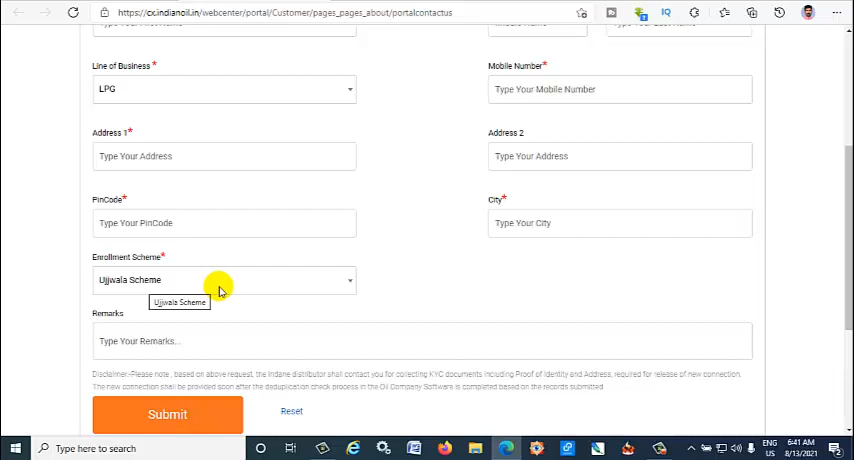 https://cx.indianoil.in/webcenter/portal/Customer/pages_pages_about/portalcontactus
IQ
Line of Business *
Mobile Number*
LPG
Type Your Mobile Number
Address 1*
Address 2
Type Your Address
Type Your Address
PinCode*
City*
Type Your PinCode
Type Your City
Enrollment Scheme*
Ujjwala Scheme
Ujjwala Scheme
Remarks
Type Your Remarks...
Disclaimer:-Please note , based on above request, the Indane distributor shall contact you for collecting KYC documents including Proof of Identity and Address, required for release of new connection.
The new connection shall be provided soon after the deduplication check process in the Oil Company Software is completed based on the records submitted
Submit
Reset
Type here to search
ENG
US
6:41 AM
8/13/2021
2